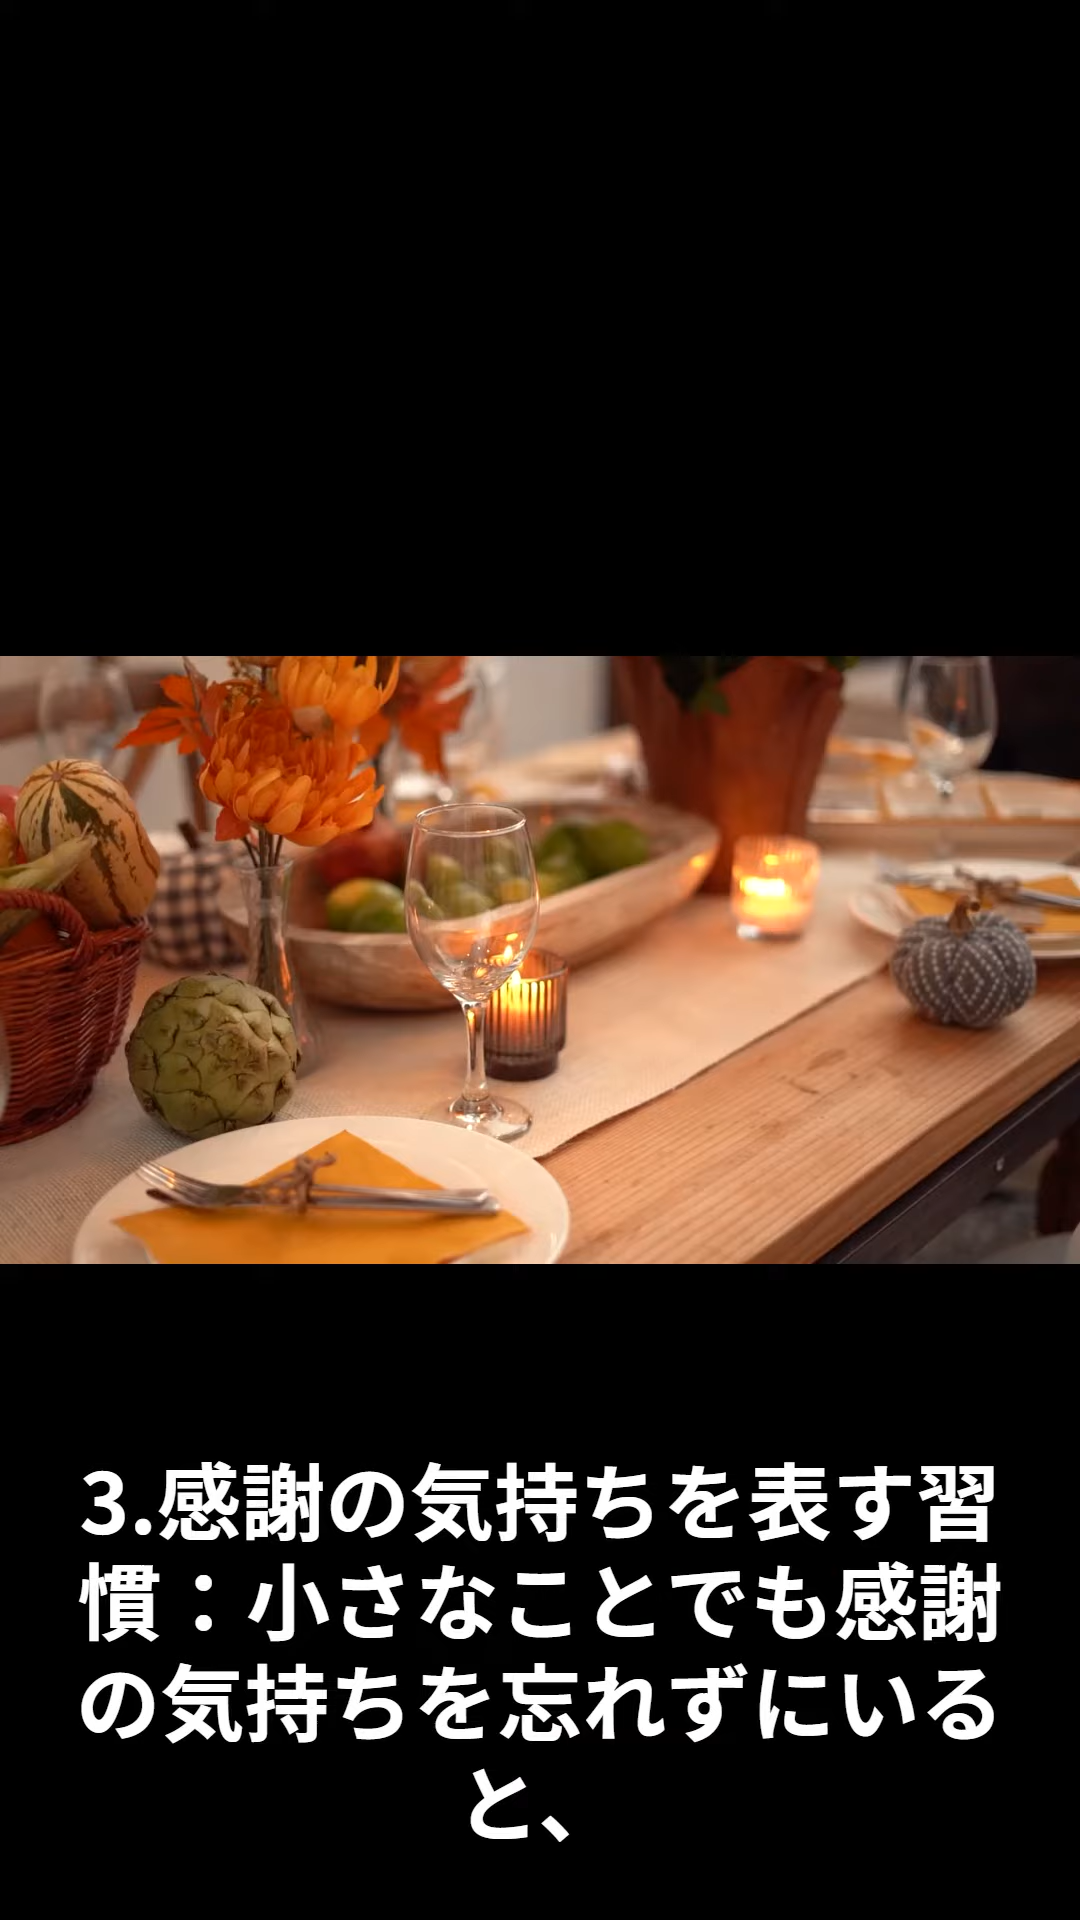 3.感謝の気持ちを表す習
慣：小さなことでも感謝
の気持ちを忘れずにいる
と、